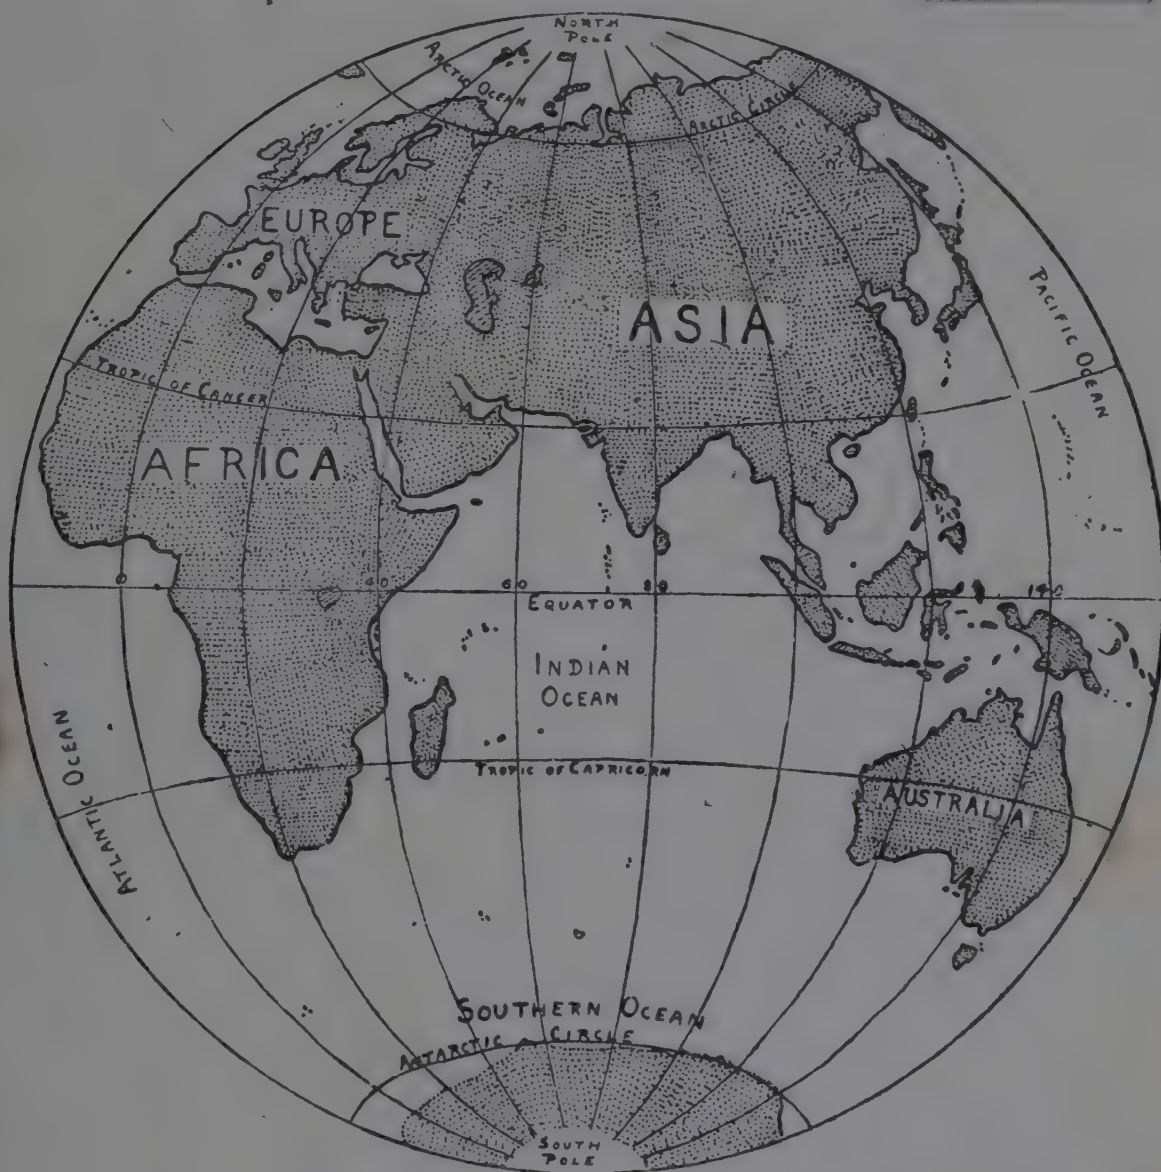 NORTH
POLE
ARCTIC OCEAN
ARCTIC CIRCLE
EUROPE
ASIA
PACIFIC OCEAN
TROPIC OF CANCER
AFRICA
0
40
60
80
140
EQUATOR
INDIAN
OCEAN
ATLANTIC OCEAN
TROPIC OF CAPRICORN
AUSTRALIA
SOUTHERN OCEAN
ANTARCTIC CIRCLE
SOUTH
POLE